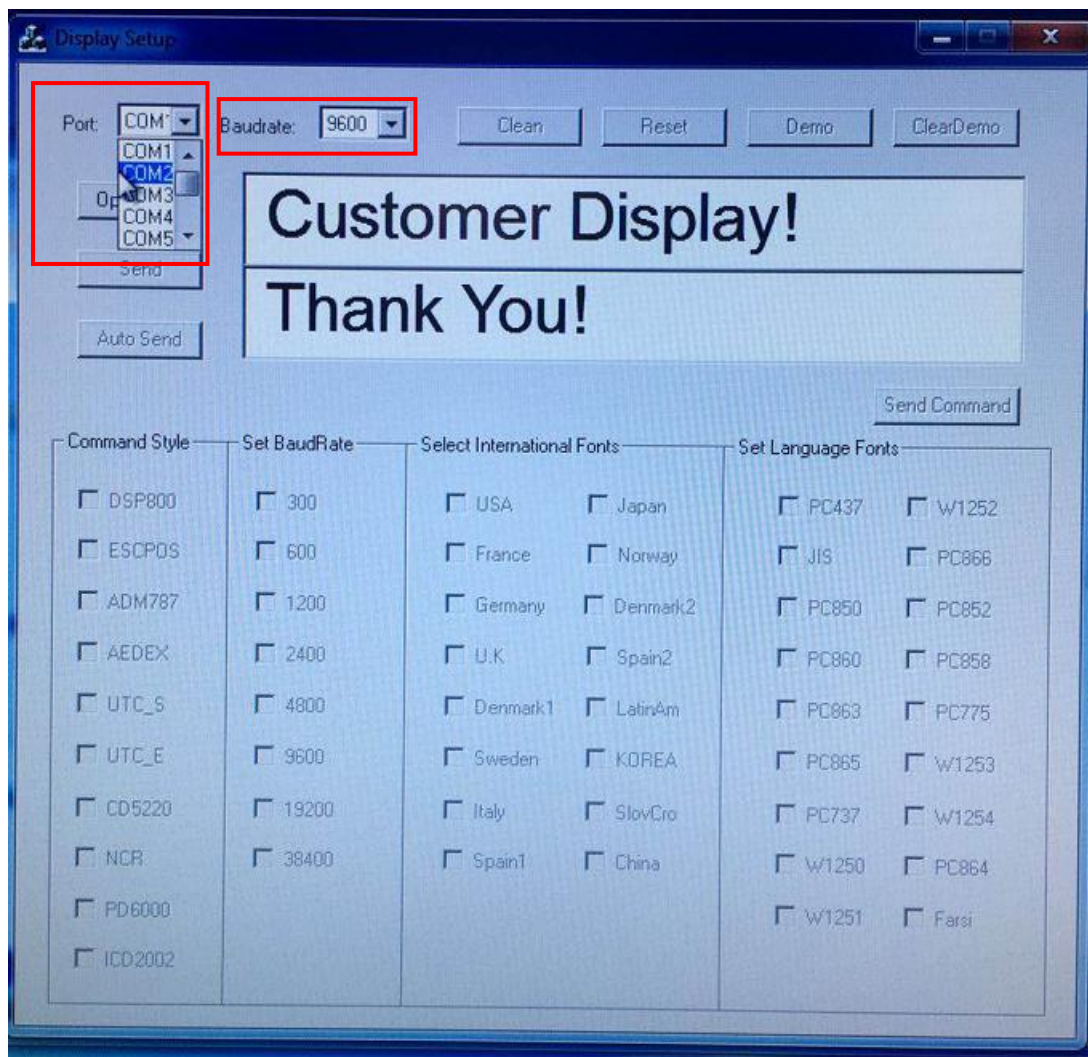 Display Setup
Port: COM Baudrate: 9600 Clean Reset Demo ClearDemo
COM1
COM2
COM3
COM4
COM5
Send
Auto Send
Customer Display!
Thank You!
Send Command
Command Style
DSP800
ESCPOS
ADM787
AEDEX
UTC_S
UTC_E
CD5220
NCR
PD6000
ICD2002
Set BaudRate
300
600
1200
2400
4800
9600
19200
38400
Select International Fonts
USA Japan
France Norway
Germany Denmark2
U.K Spain2
Denmark1 LatinAm
Sweden KOREA
Italy SlovCro
Spain1 China
Set Language Fonts
PC437 W1252
JIS PC866
PC850 PC852
PC860 PC858
PC863 PC775
PC865 W1253
PC737 W1254
W1250 PC864
W1251 Farsi